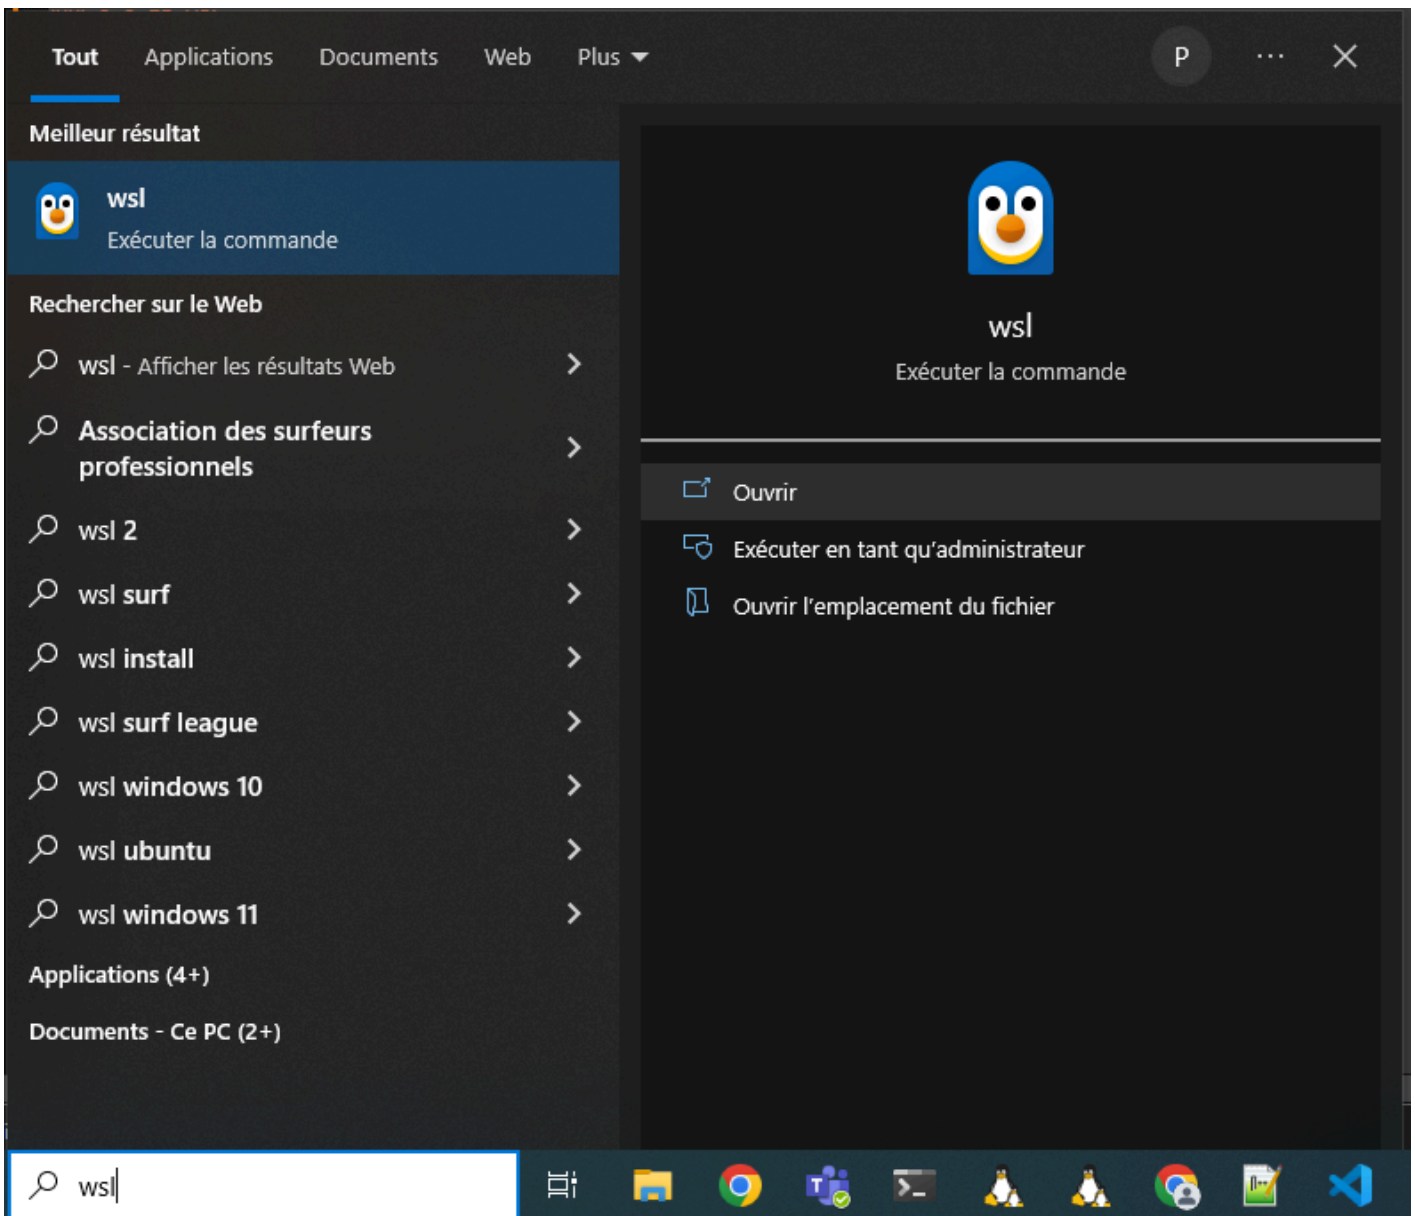 Tout Applications Documents Web Plus P
Meilleur résultat
wsl
Exécuter la commande
Rechercher sur le Web
wsl - Afficher les résultats Web
Association des surfeurs
professionnels
wsl 2
wsl surf
wsl install
wsl surf league
wsl windows 10
wsl ubuntu
wsl windows 11
Applications (4+)
Documents - Ce PC (2+)
wsl
Exécuter la commande
Ouvrir
Exécuter en tant qu'administrateur
Ouvrir l'emplacement du fichier
wsl